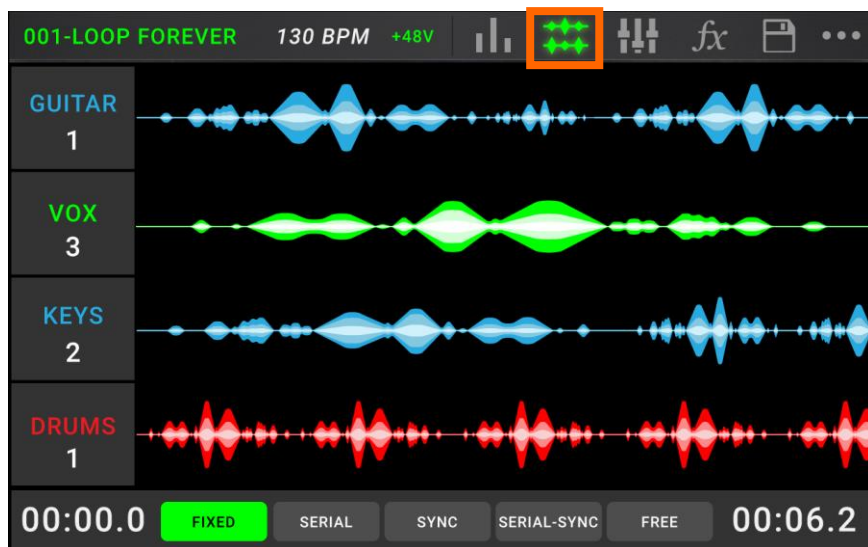 001-LOOP FOREVER 130 BPM +48V fx
GUITAR
1
VOX
3
KEYS
2
DRUMS
1
00:00.0 FIXED SERIAL SYNC SERIAL-SYNC FREE 00:06.2